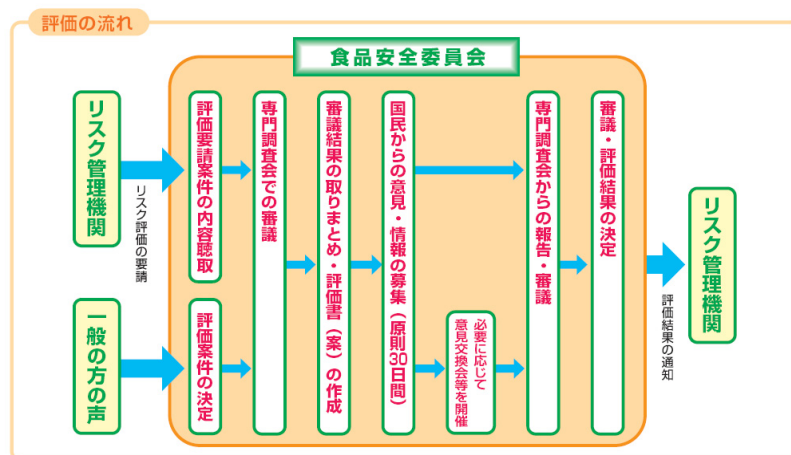 評価の流れ
食品安全委員会
リスク管理機関
リスク評価の要請
一般の方の声
評価要請案件の内容聴取
評価案件の決定
専門調査会での審議
審議結果の取りまとめ・評価書（案）の作成
国民からの意見・情報の募集（原則30日間）
必要に応じて
意見交換会等を開催
専門調査会からの報告・審議
審議・評価結果の決定
評価結果の通知
リスク管理機関